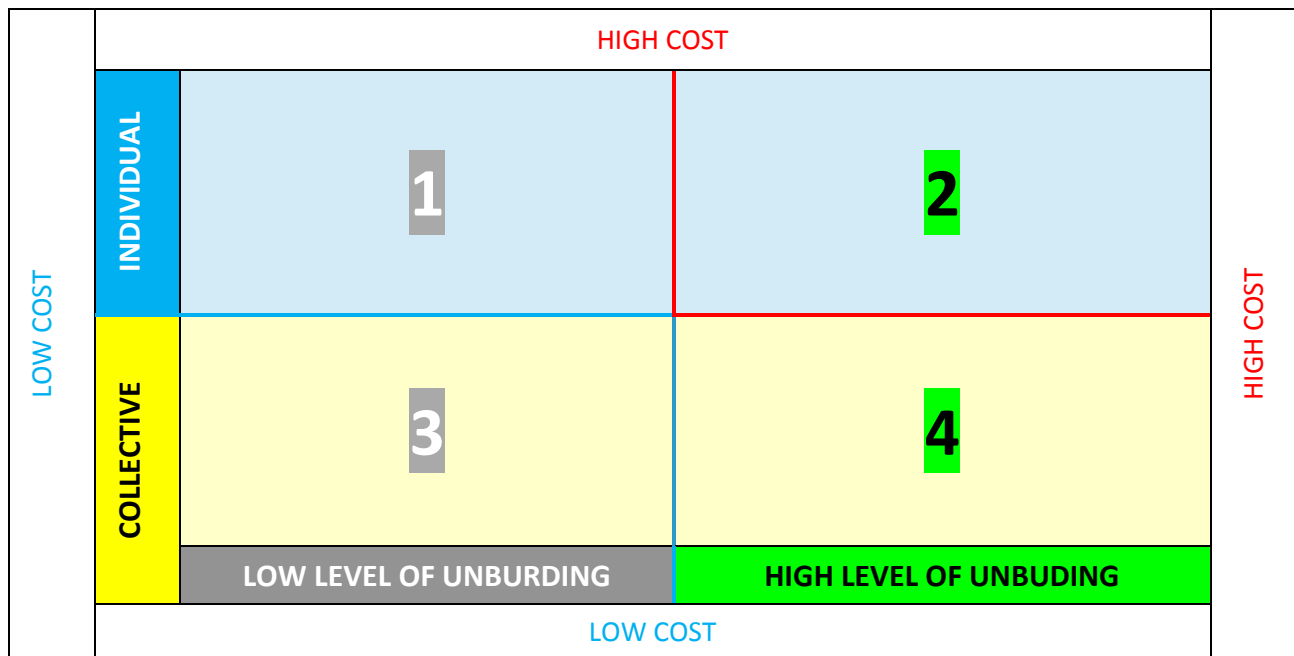 HIGH COST
INDIVIDUAL
1
2
LOW COST
HIGH COST
COLLECTIVE
3
4
LOW LEVEL OF UNBURDING
HIGH LEVEL OF UNBUDING
LOW COST